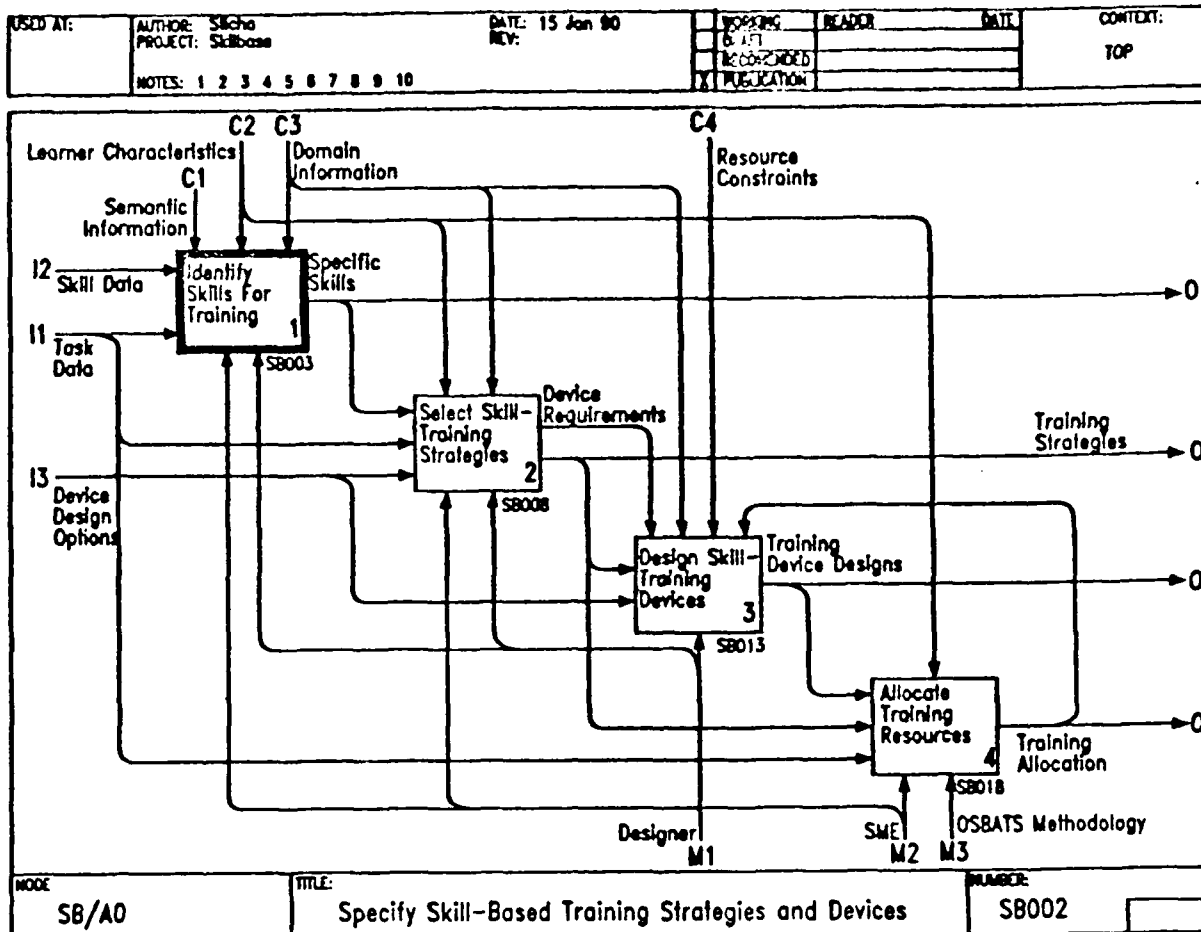 USED AT:
AUTHOR: Slicha
PROJECT: Skillbase
NOTES: 1 2 3 4 5 6 7 8 9 10
DATE: 15 Jan 90
REV:
WORKING
DRAFT
RECOMMENDED
X PUBLICATION
READER DATE
CONTEXT:
TOP
C2 C3 C4
Learner Characteristics
Domain
Information
Resource
Constraints
C1
Semantic
Information
I2
Skill Data
Identify
Skills For
Training
1
SB003
Specific
Skills
O
I1
Task
Data
Select Skill-
Training
Strategies
2
SB008
Device
Requirements
Training
Strategies
O
I3
Device
Design
Options
Design Skill-
Training
Devices
3
SB013
Training
Device Designs
O
Allocate
Training
Resources
4
SB018
Training
Allocation
O
Designer
M1
SME
M2
M3
OSBATS Methodology
NODE
SB/A0
TITLE:
Specify Skill-Based Training Strategies and Devices
NUMBER:
SB002